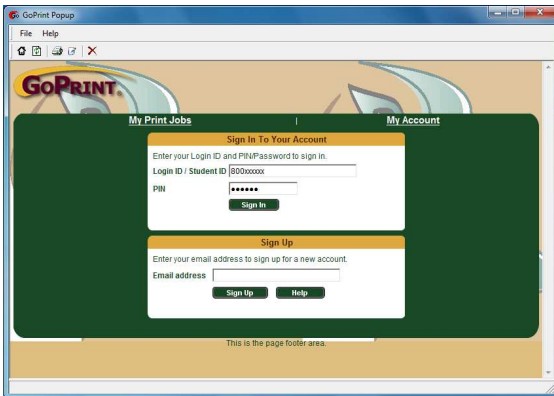 GoPrint Popup
File Help
GOPRINT.
My Print Jobs | My Account
Sign In To Your Account
Enter your Login ID and PIN/Password to sign in.
Login ID / Student ID 800xxxxx
PIN ●●●●●●
Sign In
Sign Up
Enter your email address to sign up for a new account.
Email address
Sign Up Help
This is the page footer area.